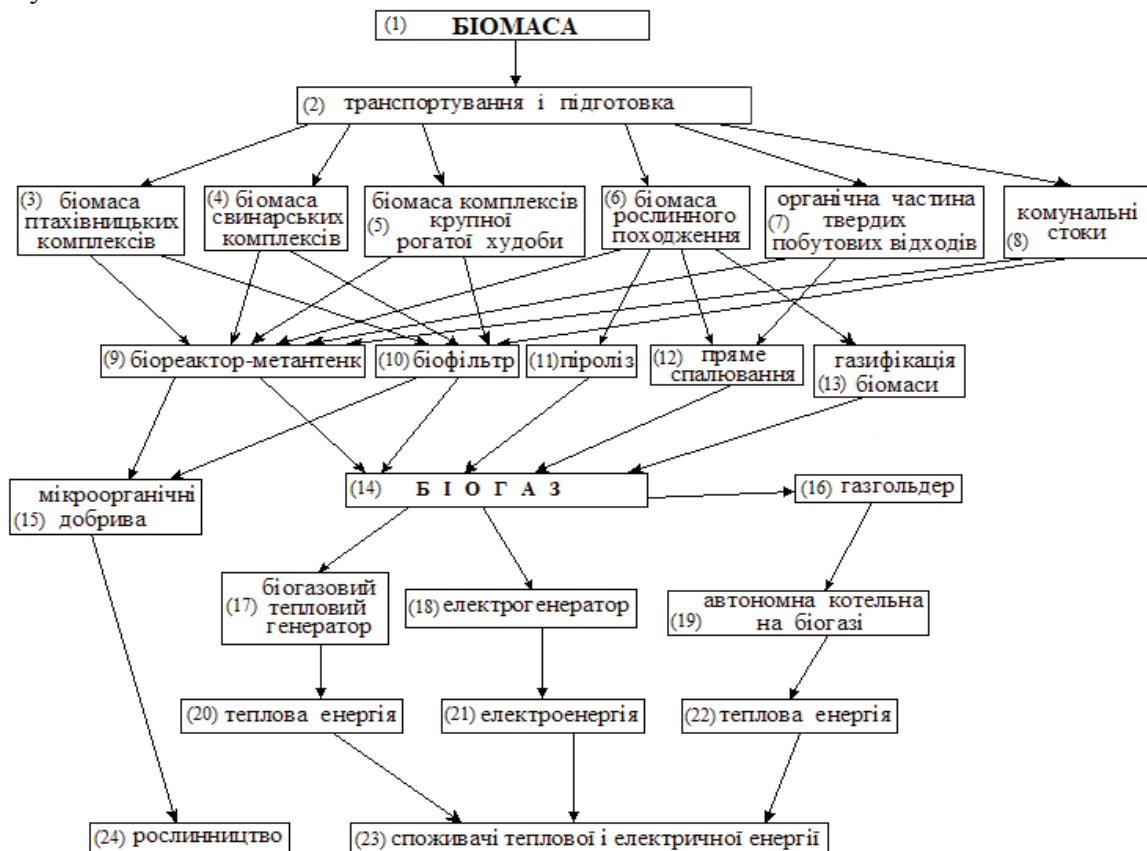 (1) БІОМАСА
(2) транспортування і підготовка
(3) біомаса
птахівницьких
комплексів
(4) біомаса
свинарських
комплексів
біомаса комплексів
(5) крупної
рогатої худоби
(6) біомаса
рослинного
походження
органічна частина
(7) твердих
побутових відходів
комунальні
(8) стоки
(9) біореактор-метантенк
(10) біофільтр
(11) піроліз
(12) пряме
спалювання
газифікація
(13) біомаси
(14) Б І О Г А З
мікроорганічні
(15) добрива
(16) газгольдер
біогазовий
(17) тепловий
генератор
(18) електрогенератор
автономна котельна
(19) на біогазі
(20) теплова енергія
(21) електроенергія
(22) теплова енергія
(24) рослинництво
(23) споживачі теплової і електричної енергії